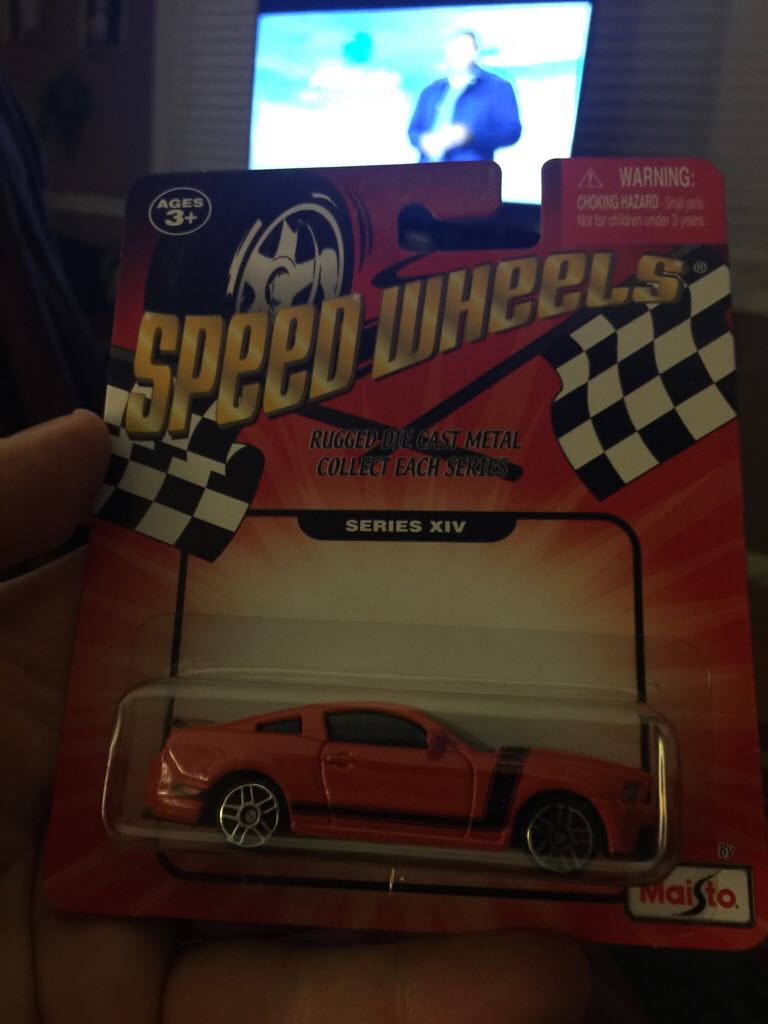 AGES
3+
WARNING:
CHOKING HAZARD - Small parts
Not for children under 3 years.
SPEED WHEELS®
RUGGED DIE CAST METAL
COLLECT EACH SERIES
SERIES XIV
By
Maisto®